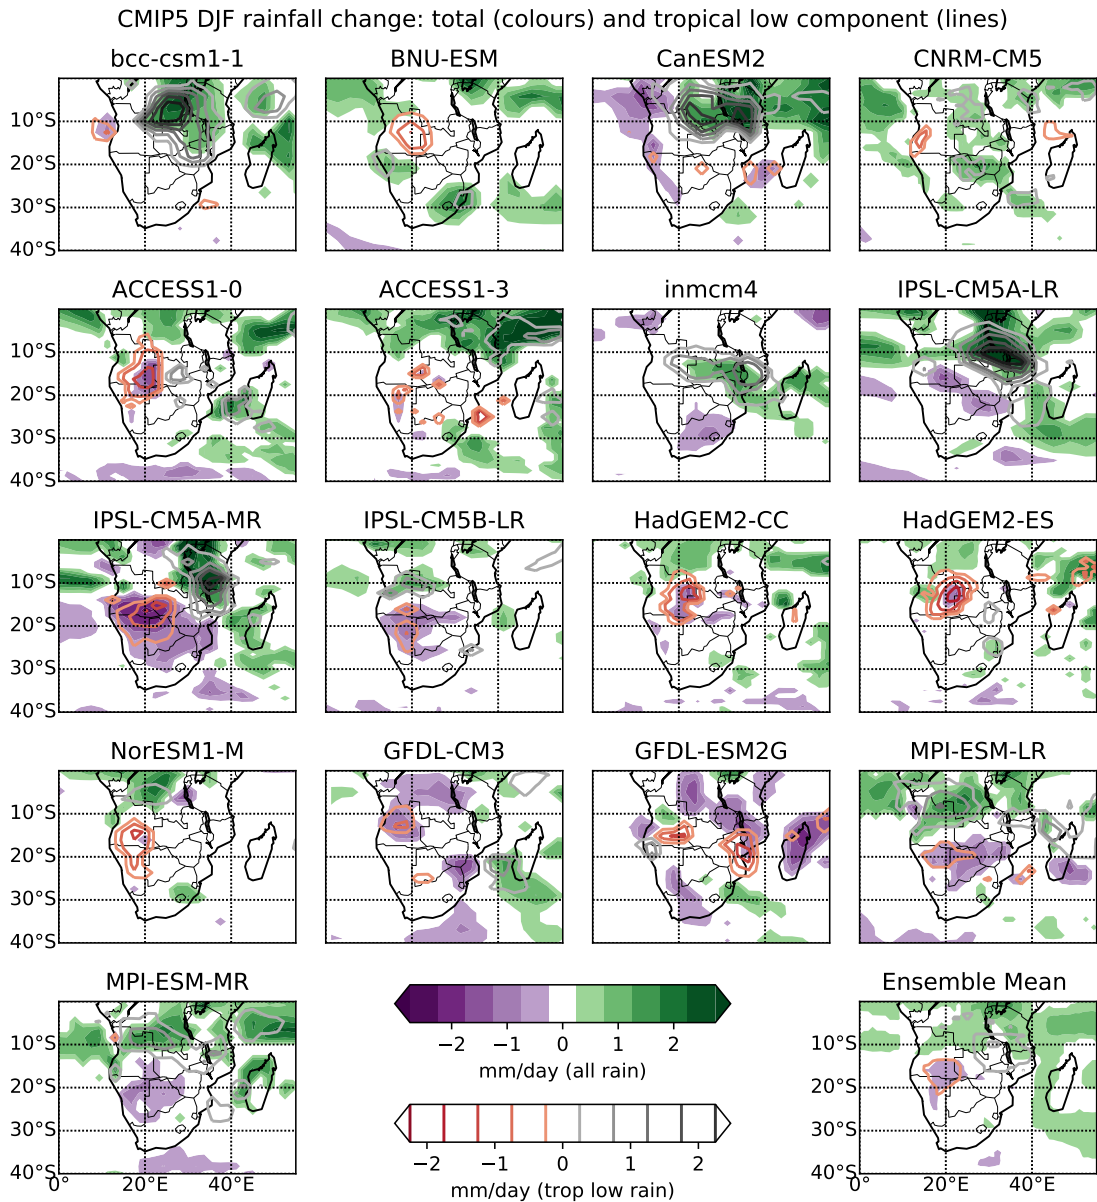 CMIP5 DJF rainfall change: total (colours) and tropical low component (lines)
bcc-csm1-1 BNU-ESM CanESM2 CNRM-CM5
10°S
20°S
30°S
40°S
ACCESS1-0 ACCESS1-3 inmcm4 IPSL-CM5A-LR
10°S
20°S
30°S
40°S
IPSL-CM5A-MR IPSL-CM5B-LR HadGEM2-CC HadGEM2-ES
10°S
20°S
30°S
40°S
NorESM1-M GFDL-CM3 GFDL-ESM2G MPI-ESM-LR
10°S
20°S
30°S
40°S
0° 20°E 40°E
MPI-ESM-MR Ensemble Mean
10°S 10°S
20°S 20°S
30°S 30°S
40°S 40°S
0° 20°E 40°E 0° 20°E 40°E
−2 −1 0 1 2
mm/day (all rain)
−2 −1 0 1 2
mm/day (trop low rain)